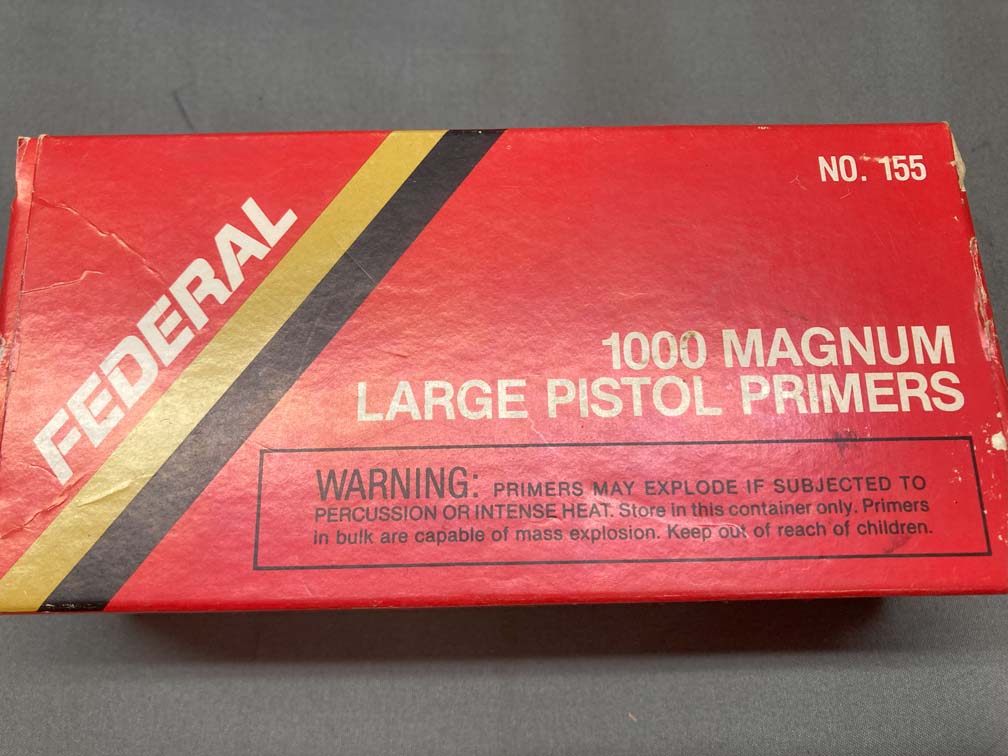 FEDERAL
NO. 155
1000 MAGNUM
LARGE PISTOL PRIMERS
WARNING: PRIMERS MAY EXPLODE IF SUBJECTED TO
PERCUSSION OR INTENSE HEAT. Store in this container only. Primers
in bulk are capable of mass explosion. Keep out of reach of children.